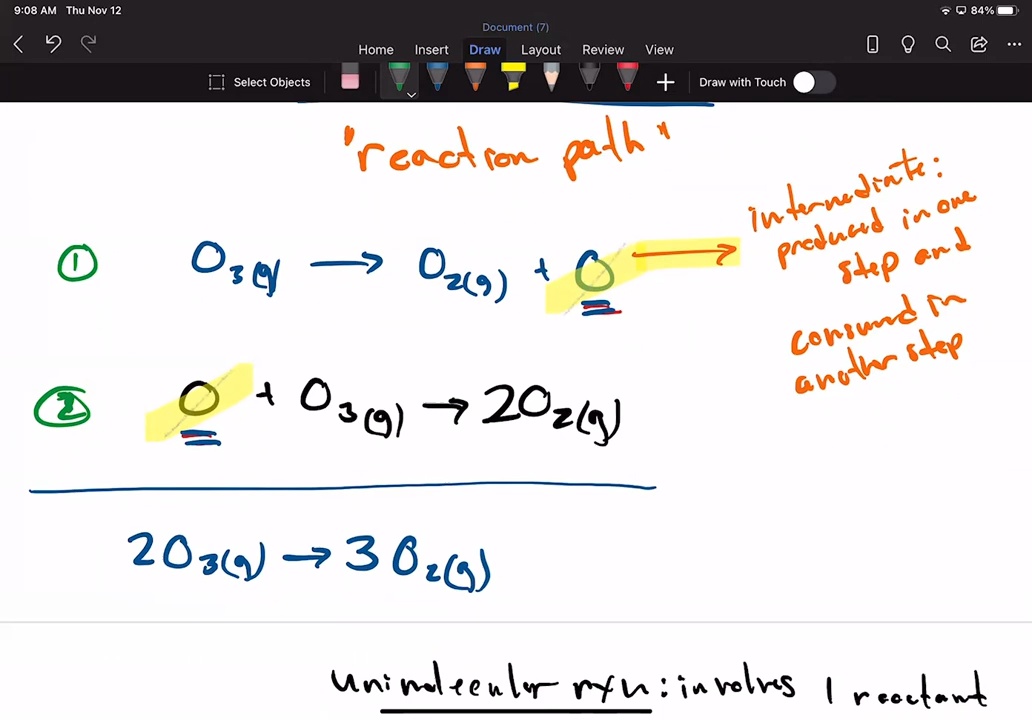 9:08 AM Thu Nov 12
84%
Document (7)
Home Insert Draw Layout Review View
Select Objects
Draw with Touch
"reaction path"
① O3(g) → O2(g) + O
intermediate:
produced in one
step and
consumed in
another step
② O + O3(g) → 2O2(g)
2O3(g) → 3O2(g)
unimolecular rxn: involves 1 reactant